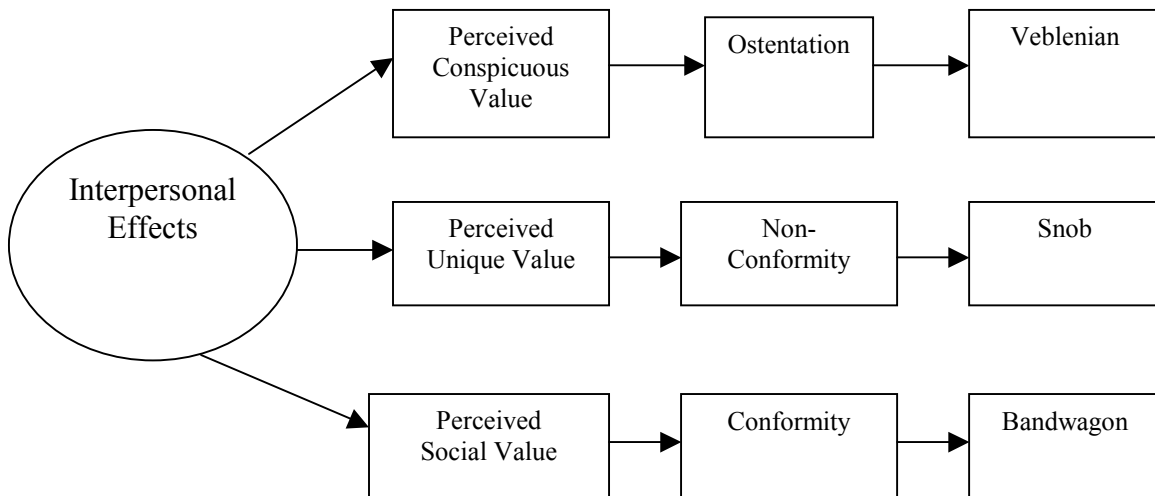 Interpersonal
Effects
Perceived
Conspicuous
Value
Ostentation
Veblenian
Perceived
Unique Value
Non-
Conformity
Snob
Perceived
Social Value
Conformity
Bandwagon